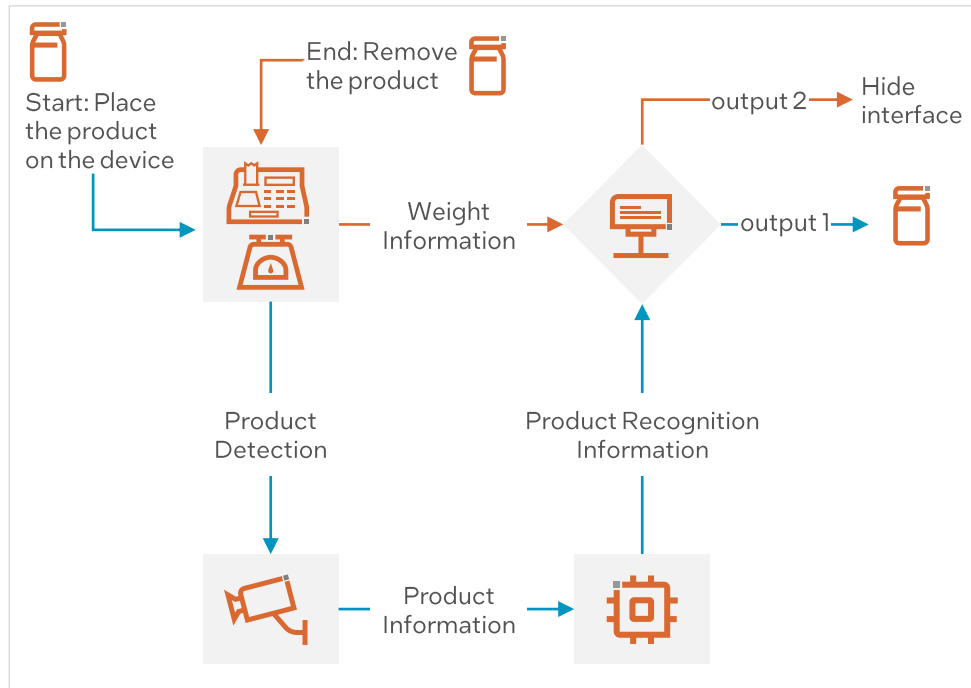 Start: Place
the product
on the device
End: Remove
the product
output 2
Hide
interface
Weight
Information
output 1
Product
Detection
Product Recognition
Information
Product
Information